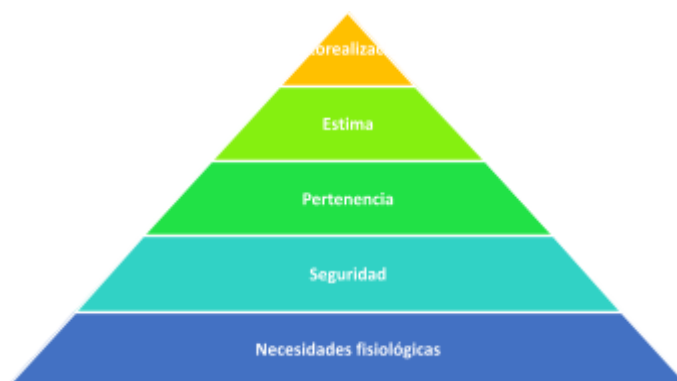 Estima
Pertenencia
Seguridad
Necesidades fisiológicas